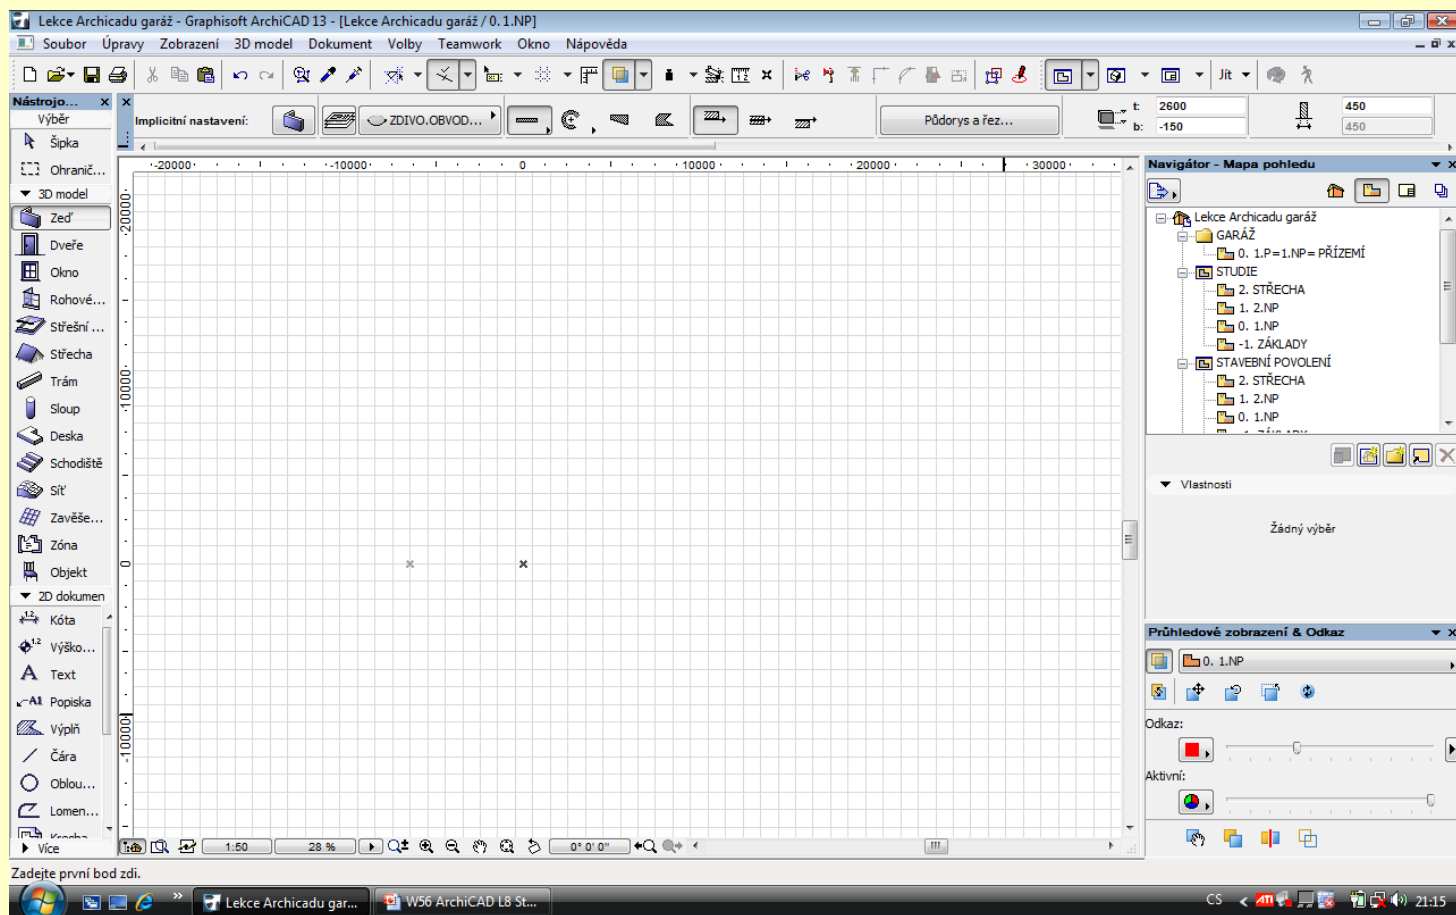 Lekce Archicadu garáž - Graphisoft ArchiCAD 13 - [Lekce Archicadu garáž / 0. 1.NP]
Soubor Úpravy Zobrazení 3D model Dokument Volby Teamwork Okno Nápověda
Jít
Nástrojo...
Výběr
Šipka
Ohranič...
3D model
Zeď
Dveře
Okno
Rohové...
Střešní ...
Střecha
Trám
Sloup
Deska
Schodiště
Síť
Zavěše...
Zóna
Objekt
2D dokumen
Kóta
Výško...
Text
Popiska
Výplň
Čára
Oblou...
Lomen...
Více
Implicitní nastavení:
ZDIVO.OBVOD...
Půdorys a řez...
t: 2600
b: -150
450
450
-20000 -10000 0 10000 20000 30000
20000
10000
0
-10000
Navigátor - Mapa pohledu
Lekce Archicadu garáž
GARÁŽ
0. 1.P=1.NP= PŘÍZEMÍ
STUDIE
2. STŘECHA
1. 2.NP
0. 1.NP
-1. ZÁKLADY
STAVEBNÍ POVOLENÍ
2. STŘECHA
1. 2.NP
0. 1.NP
Vlastnosti
Žádný výběr
Průhledové zobrazení & Odkaz
0. 1.NP
Odkaz:
Aktivní:
1:50 28 % 0° 0' 0"
Zadejte první bod zdi.
Lekce Archicadu gar... W56 ArchiCAD L8 St... CS ATI 21:15